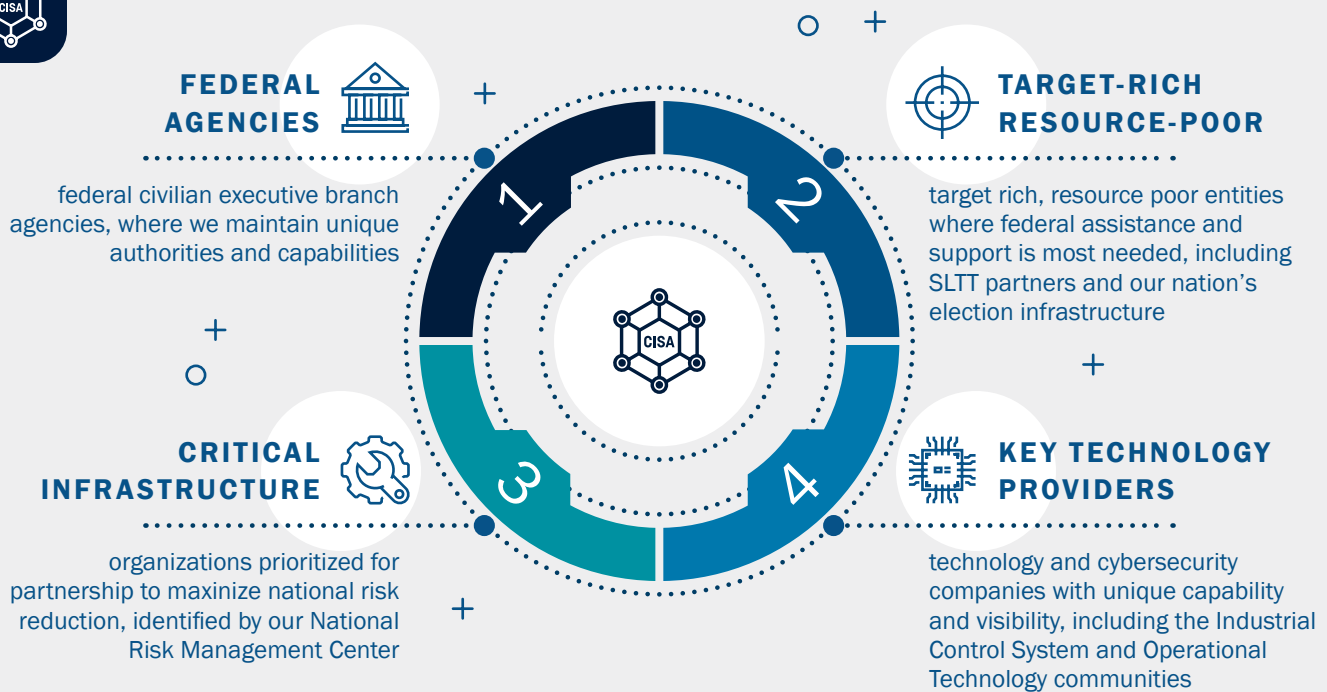 CISA
FEDERAL
AGENCIES
federal civilian executive branch
agencies, where we maintain unique
authorities and capabilities
1
TARGET-RICH
RESOURCE-POOR
target rich, resource poor entities
where federal assistance and
support is most needed, including
SLTT partners and our nation's
election infrastructure
2
CISA
CRITICAL
INFRASTRUCTURE
organizations prioritized for
partnership to maxinize national risk
reduction, identified by our National
Risk Management Center
3
KEY TECHNOLOGY
PROVIDERS
technology and cybersecurity
companies with unique capability
and visibility, including the Industrial
Control System and Operational
Technology communities
4